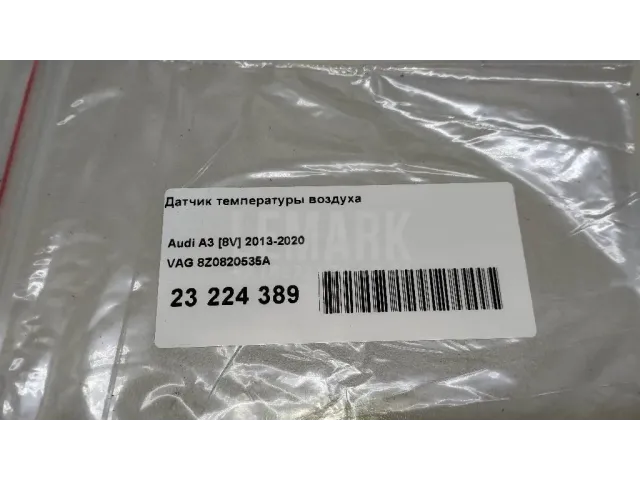 Датчик температуры воздуха
Audi A3 [8V] 2013-2020
VAG 8Z0820535A
23 224 389